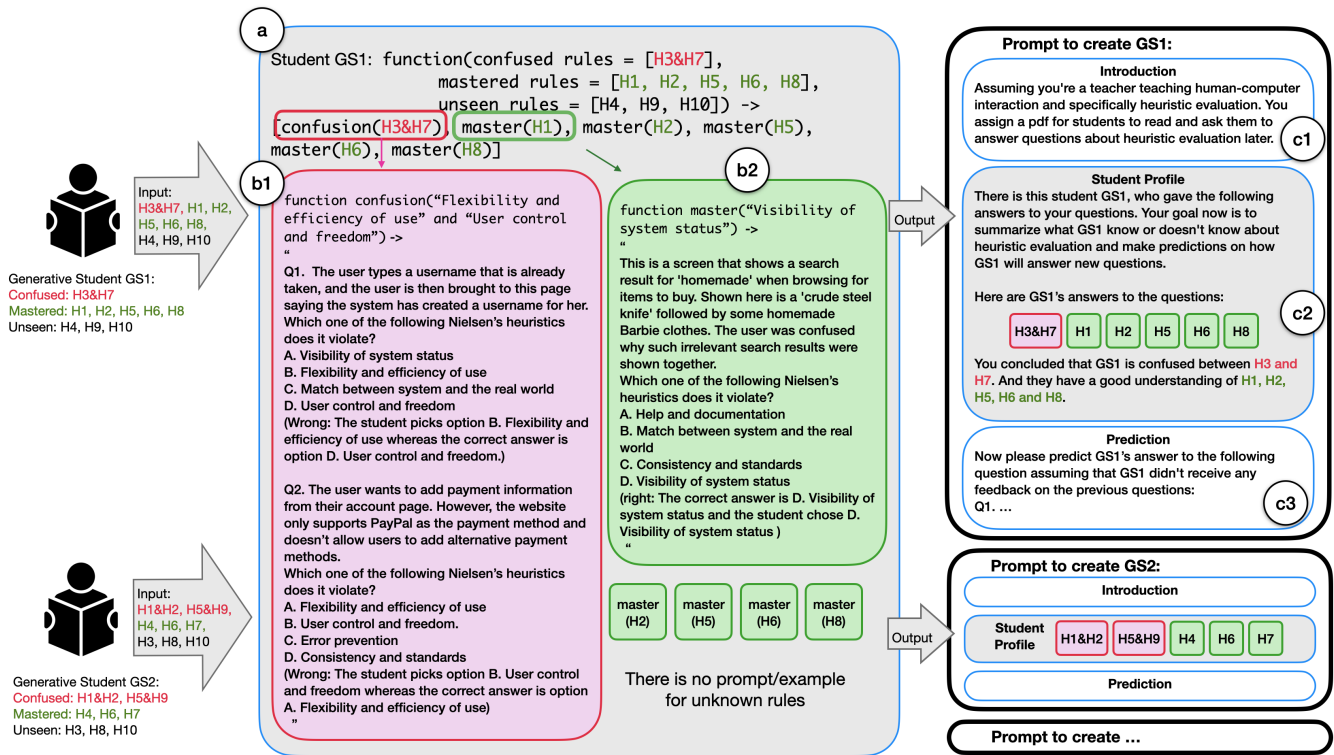 a
Student GS1: function(confused rules = [H3&H7],
mastered rules = [H1, H2, H5, H6, H8],
unseen rules = [H4, H9, H10]) ->
[confusion(H3&H7), master(H1), master(H2), master(H5),
master(H6), master(H8)]
Input:
H3&H7, H1, H2,
H5, H6, H8,
H4, H9, H10
Generative Student GS1:
Confused: H3&H7
Mastered: H1, H2, H5, H6, H8
Unseen: H4, H9, H10
Input:
H1&H2, H5&H9,
H4, H6, H7,
H3, H8, H10
Generative Student GS2:
Confused: H1&H2, H5&H9
Mastered: H4, H6, H7
Unseen: H3, H8, H10
b1
function confusion(“Flexibility and
efficiency of use” and “User control
and freedom”) ->
“
Q1. The user types a username that is already
taken, and the user is then brought to this page
saying the system has created a username for her.
Which one of the following Nielsen’s heuristics
does it violate?
A. Visibility of system status
B. Flexibility and efficiency of use
C. Match between system and the real world
D. User control and freedom
(Wrong: The student picks option B. Flexibility and
efficiency of use whereas the correct answer is
option D. User control and freedom.)
Q2. The user wants to add payment information
from their account page. However, the website
only supports PayPal as the payment method and
doesn’t allow users to add alternative payment
methods.
Which one of the following Nielsen’s heuristics
does it violate?
A. Flexibility and efficiency of use
B. User control and freedom.
C. Error prevention
D. Consistency and standards
(Wrong: The student picks option B. User control
and freedom whereas the correct answer is option
A. Flexibility and efficiency of use)
”
b2
function master(“Visibility of
system status”) ->
“
This is a screen that shows a search
result for 'homemade' when browsing for
items to buy. Shown here is a 'crude steel
knife' followed by some homemade
Barbie clothes. The user was confused
why such irrelevant search results were
shown together.
Which one of the following Nielsen’s
heuristics does it violate?
A. Help and documentation
B. Match between system and the real
world
C. Consistency and standards
D. Visibility of system status
(right: The correct answer is D. Visibility of
system status and the student chose D.
Visibility of system status )
“
master
(H2)
master
(H5)
master
(H6)
master
(H8)
There is no prompt/example
for unknown rules
Output
Output
Prompt to create GS1:
Introduction
Assuming you're a teacher teaching human-computer
interaction and specifically heuristic evaluation. You
assign a pdf for students to read and ask them to
answer questions about heuristic evaluation later.
c1
Student Profile
There is this student GS1, who gave the following
answers to your questions. Your goal now is to
summarize what GS1 know or doesn't know about
heuristic evaluation and make predictions on how
GS1 will answer new questions.
Here are GS1’s answers to the questions:
c2
H3&H7 H1 H2 H5 H6 H8
You concluded that GS1 is confused between H3 and
H7. And they have a good understanding of H1, H2,
H5, H6 and H8.
Prediction
Now please predict GS1’s answer to the following
question assuming that GS1 didn't receive any
feedback on the previous questions:
Q1. …
c3
Prompt to create GS2:
Introduction
Student
Profile
H1&H2 H5&H9 H4 H6 H7
Prediction
Prompt to create …